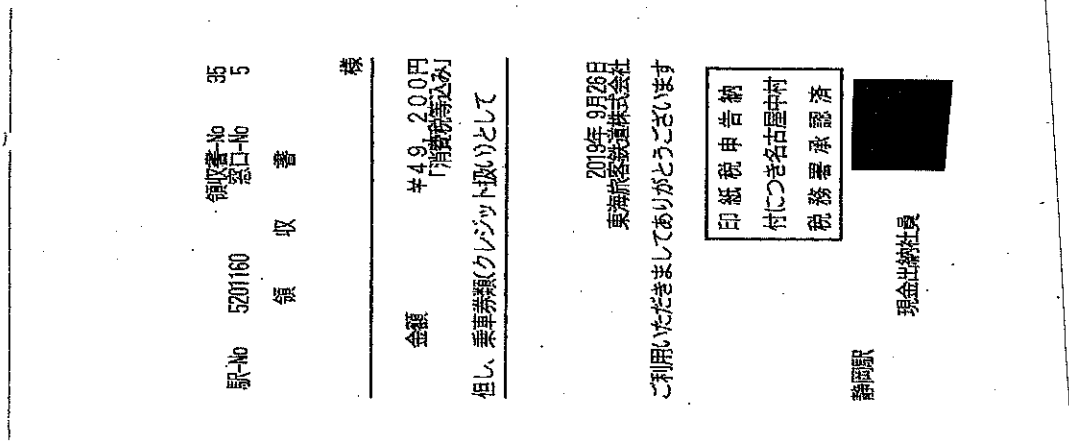 領収書-No 35
駅-No 5201160 窓口-No 5
領 収 書
様
金額 ¥49,200円
「消費税等込み」
但し、乗車券類(クレジット扱い)として
2019年 9月26日
東海旅客鉄道株式会社
ご利用いただきましてありがとうございます
印紙税申告納
付につき名古屋中村
税務署承認済
静岡駅
現金出納社員